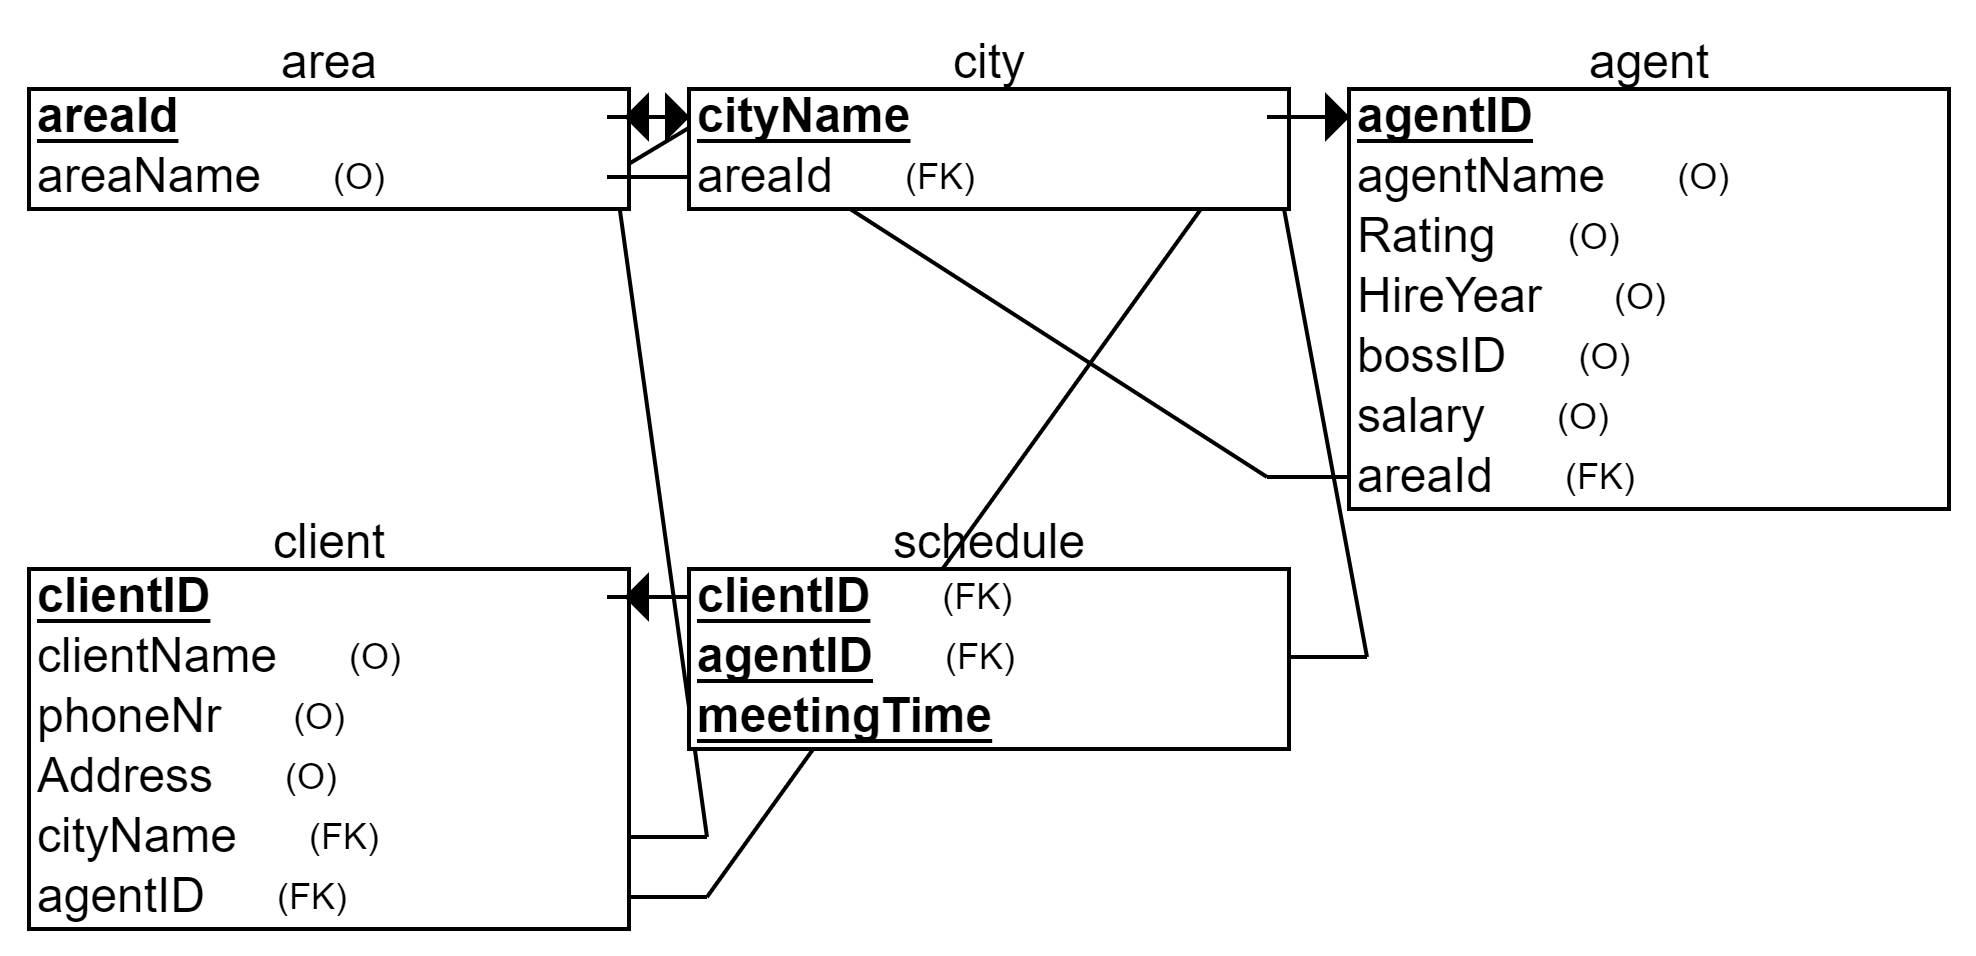 area
areaId
areaName (O)
city
cityName
areaId (FK)
agent
agentID
agentName (O)
Rating (O)
HireYear (O)
bossID (O)
salary (O)
areaId (FK)
client
clientID
clientName (O)
phoneNr (O)
Address (O)
cityName (FK)
agentID (FK)
schedule
clientID (FK)
agentID (FK)
meetingTime